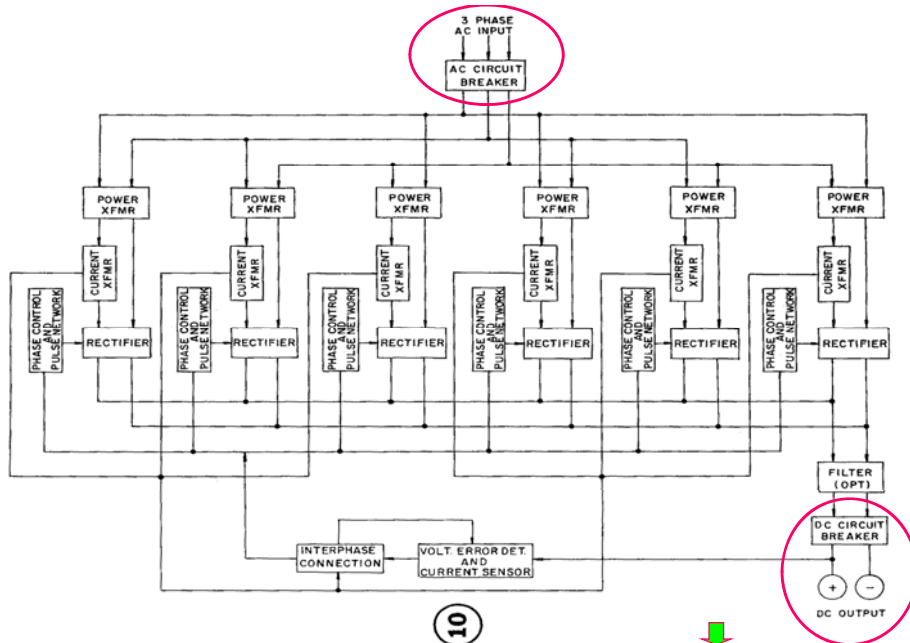 3 PHASE
AC INPUT
AC CIRCUIT
BREAKER
POWER
XFMR
POWER
XFMR
POWER
XFMR
POWER
XFMR
POWER
XFMR
POWER
XFMR
CURRENT
XFMR
CURRENT
XFMR
CURRENT
XFMR
CURRENT
XFMR
CURRENT
XFMR
CURRENT
XFMR
PHASE CONTROL
AND
PULSE NETWORK
PHASE CONTROL
AND
PULSE NETWORK
PHASE CONTROL
AND
PULSE NETWORK
PHASE CONTROL
AND
PULSE NETWORK
PHASE CONTROL
AND
PULSE NETWORK
PHASE CONTROL
AND
PULSE NETWORK
RECTIFIER
RECTIFIER
RECTIFIER
RECTIFIER
RECTIFIER
RECTIFIER
FILTER
(OPT)
DC CIRCUIT
BREAKER
INTERPHASE
CONNECTION
VOLT. ERROR DET.
AND
CURRENT SENSOR
+
−
DC OUTPUT
10